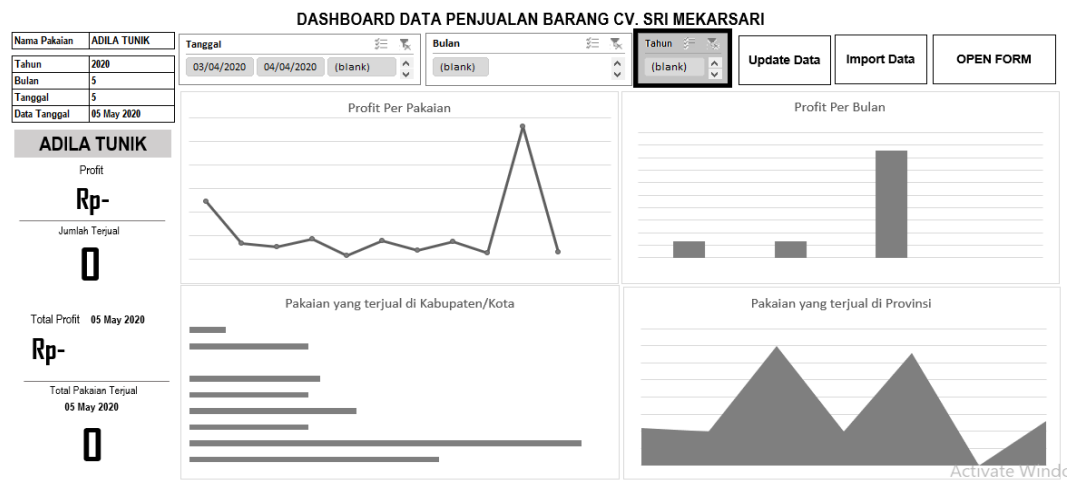 DASHBOARD DATA PENJUALAN BARANG CV. SRI MEKARSARI
Nama Pakaian ADILA TUNIK
Tahun 2020
Bulan 5
Tanggal 5
Data Tanggal 05 May 2020
Tanggal
03/04/2020 04/04/2020 (blank)
Bulan
(blank)
Tahun
(blank)
Update Data
Import Data
OPEN FORM
ADILA TUNIK
Profit
Rp-
Jumlah Terjual
0
Total Profit 05 May 2020
Rp-
Total Pakaian Terjual
05 May 2020
0
Profit Per Pakaian
Profit Per Bulan
Pakaian yang terjual di Kabupaten/Kota
Pakaian yang terjual di Provinsi
Activate Windo